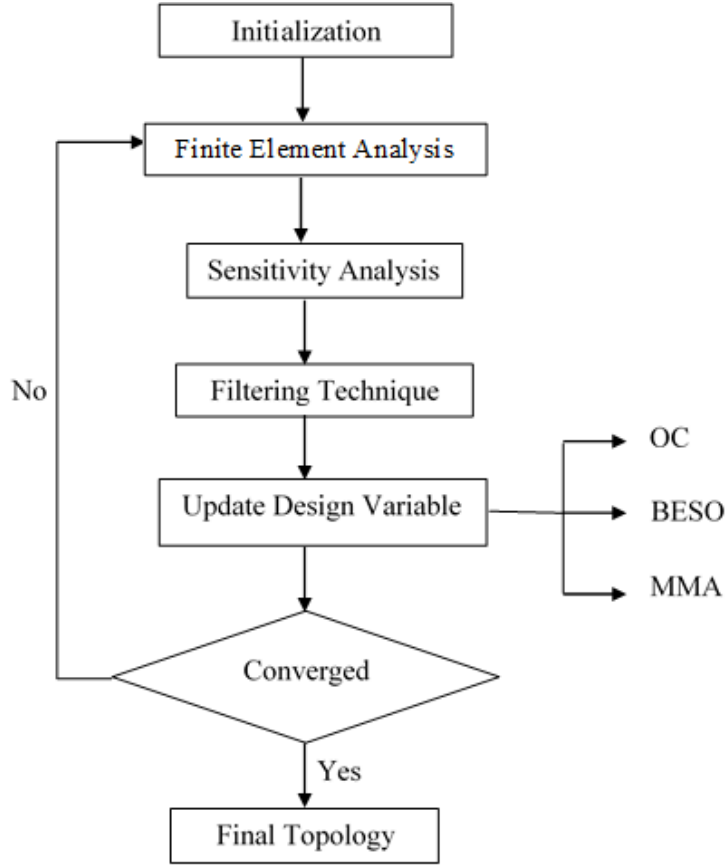 Initialization
Finite Element Analysis
Sensitivity Analysis
No
Filtering Technique
OC
Update Design Variable
BESO
MMA
Converged
Yes
Final Topology